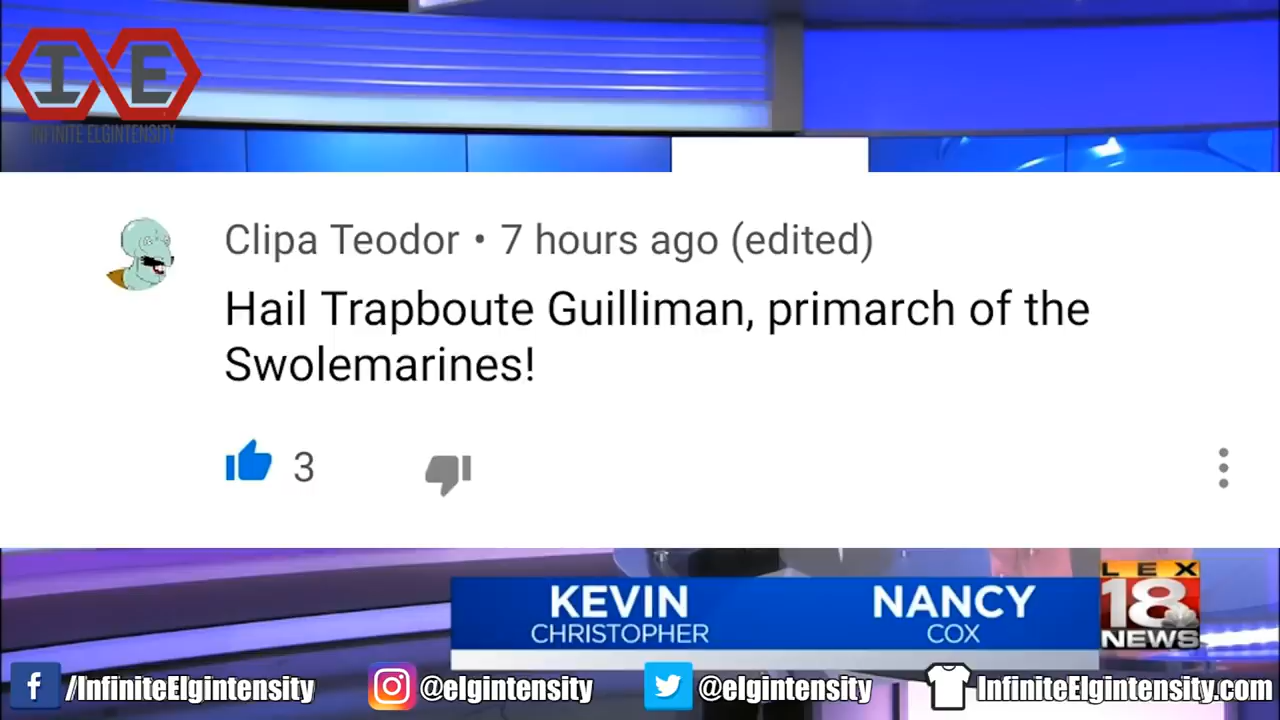 IE
INFINITE ELGINTENSITY
Clipa Teodor • 7 hours ago (edited)
Hail Trapboute Guilliman, primarch of the
Swolemarines!
3
KEVIN
CHRISTOPHER
NANCY
COX
LEX
18
NEWS
f /InfiniteElgintensity
@elgintensity
@elgintensity
InfiniteElgintensity.com